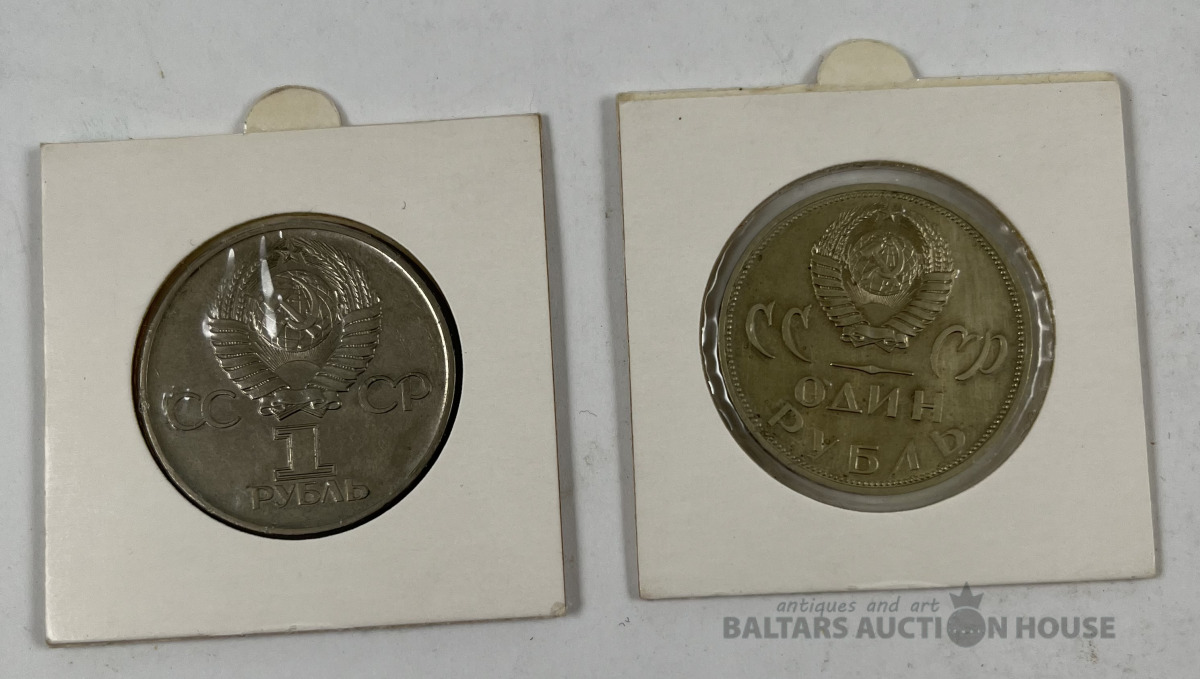 СС СР
1
РУБЛЬ
СС СР
ОДИН
РУБЛЬ
antiques and art
BALTARS AUCTION HOUSE